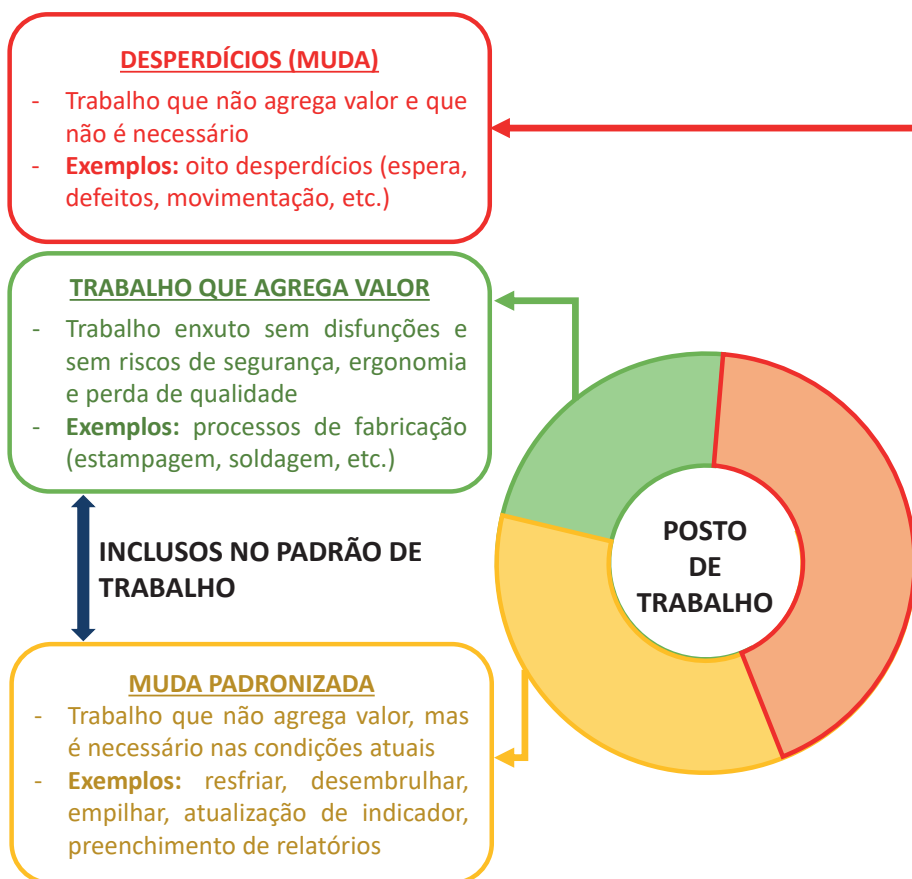 DESPERDÍCIOS (MUDA)
- Trabalho que não agrega valor e que
não é necessário
- Exemplos: oito desperdícios (espera,
defeitos, movimentação, etc.)
TRABALHO QUE AGREGA VALOR
- Trabalho enxuto sem disfunções e
sem riscos de segurança, ergonomia
e perda de qualidade
- Exemplos: processos de fabricação
(estampagem, soldagem, etc.)
INCLUSOS NO PADRÃO DE
TRABALHO
POSTO
DE
TRABALHO
MUDA PADRONIZADA
- Trabalho que não agrega valor, mas
é necessário nas condições atuais
- Exemplos: resfriar, desembrulhar,
empilhar, atualização de indicador,
preenchimento de relatórios